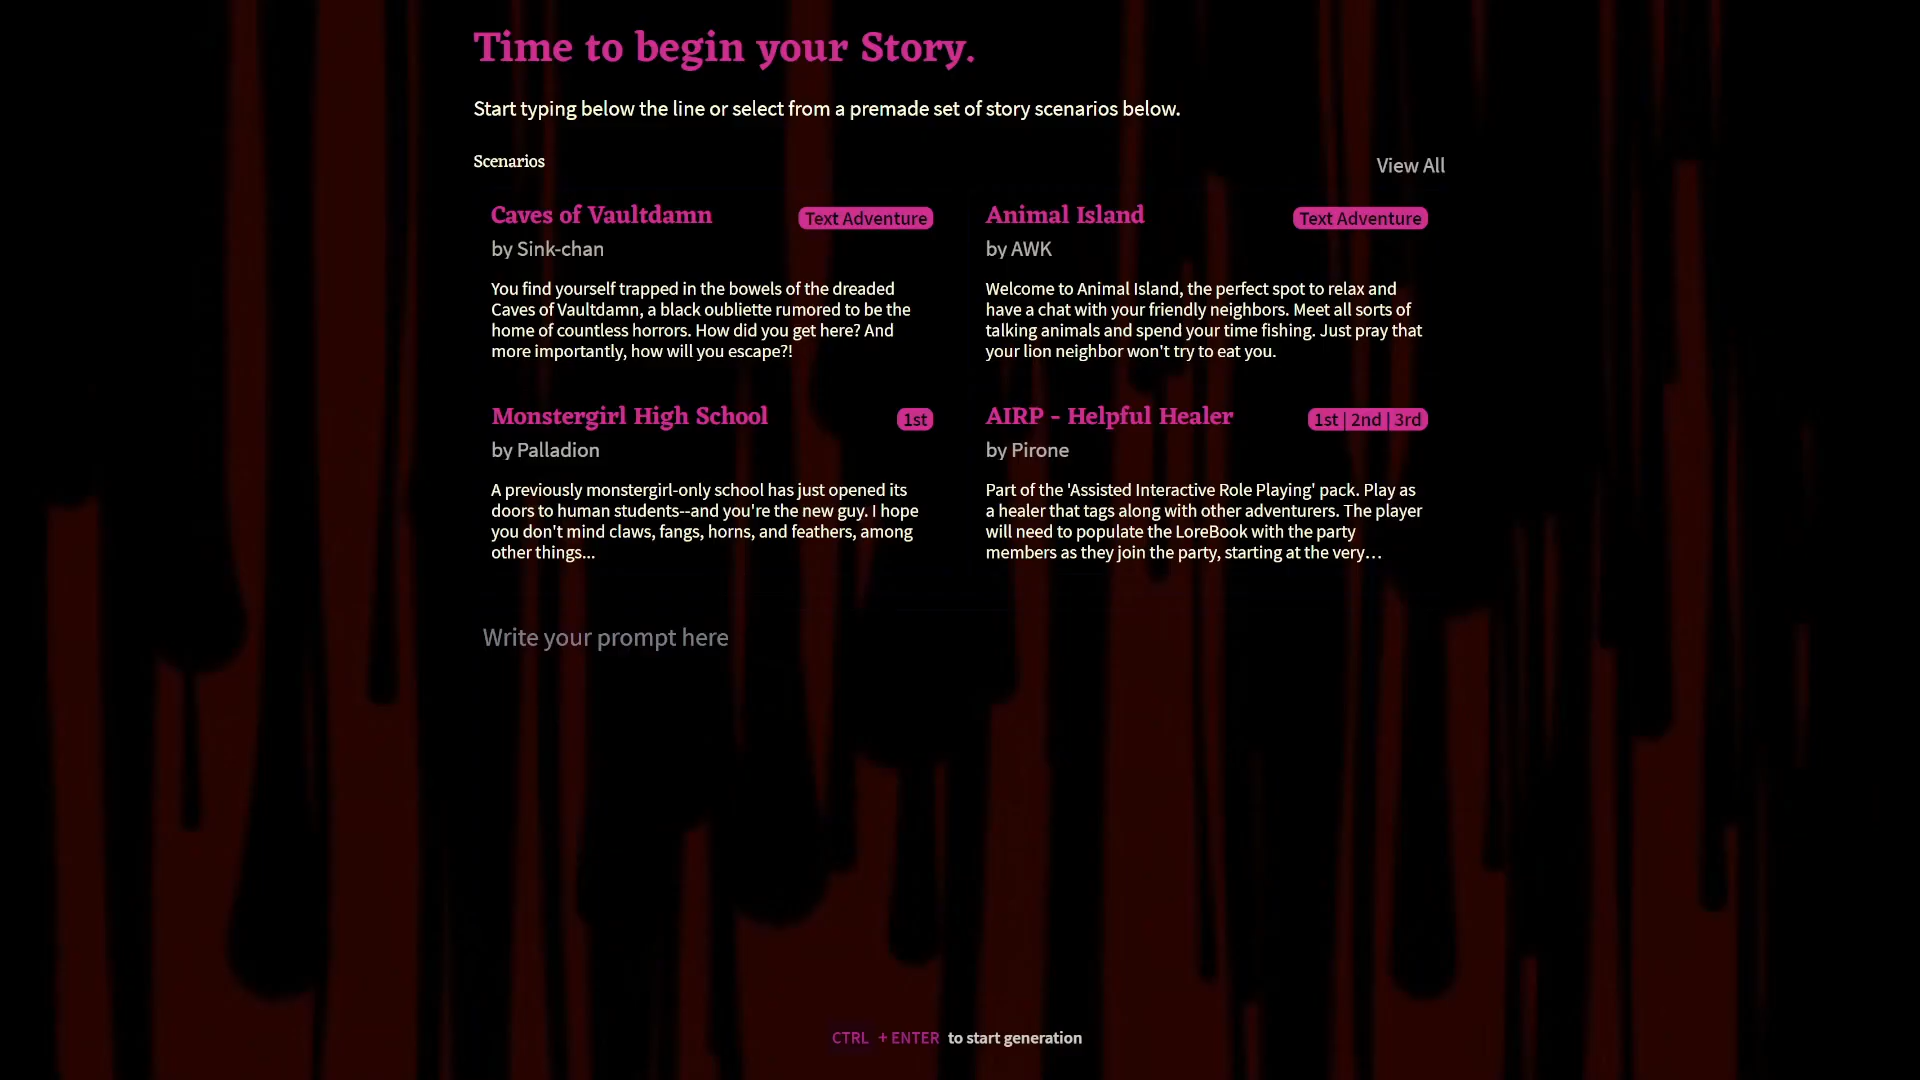 Time to begin your Story.
Start typing below the line or select from a premade set of story scenarios below.
Scenarios
View All
Caves of Vaultdamn
Text Adventure
by Sink-chan
You find yourself trapped in the bowels of the dreaded
Caves of Vaultdamn, a black oubliette rumored to be the
home of countless horrors. How did you get here? And
more importantly, how will you escape?!
Animal Island
Text Adventure
by AWK
Welcome to Animal Island, the perfect spot to relax and
have a chat with your friendly neighbors. Meet all sorts of
talking animals and spend your time fishing. Just pray that
your lion neighbor won't try to eat you.
Monstergirl High School
1st
by Palladion
A previously monstergirl-only school has just opened its
doors to human students--and you're the new guy. I hope
you don't mind claws, fangs, horns, and feathers, among
other things...
AIRP - Helpful Healer
1st | 2nd | 3rd
by Pirone
Part of the 'Assisted Interactive Role Playing' pack. Play as
a healer that tags along with other adventurers. The player
will need to populate the LoreBook with the party
members as they join the party, starting at the very…
Write your prompt here
CTRL + ENTER to start generation